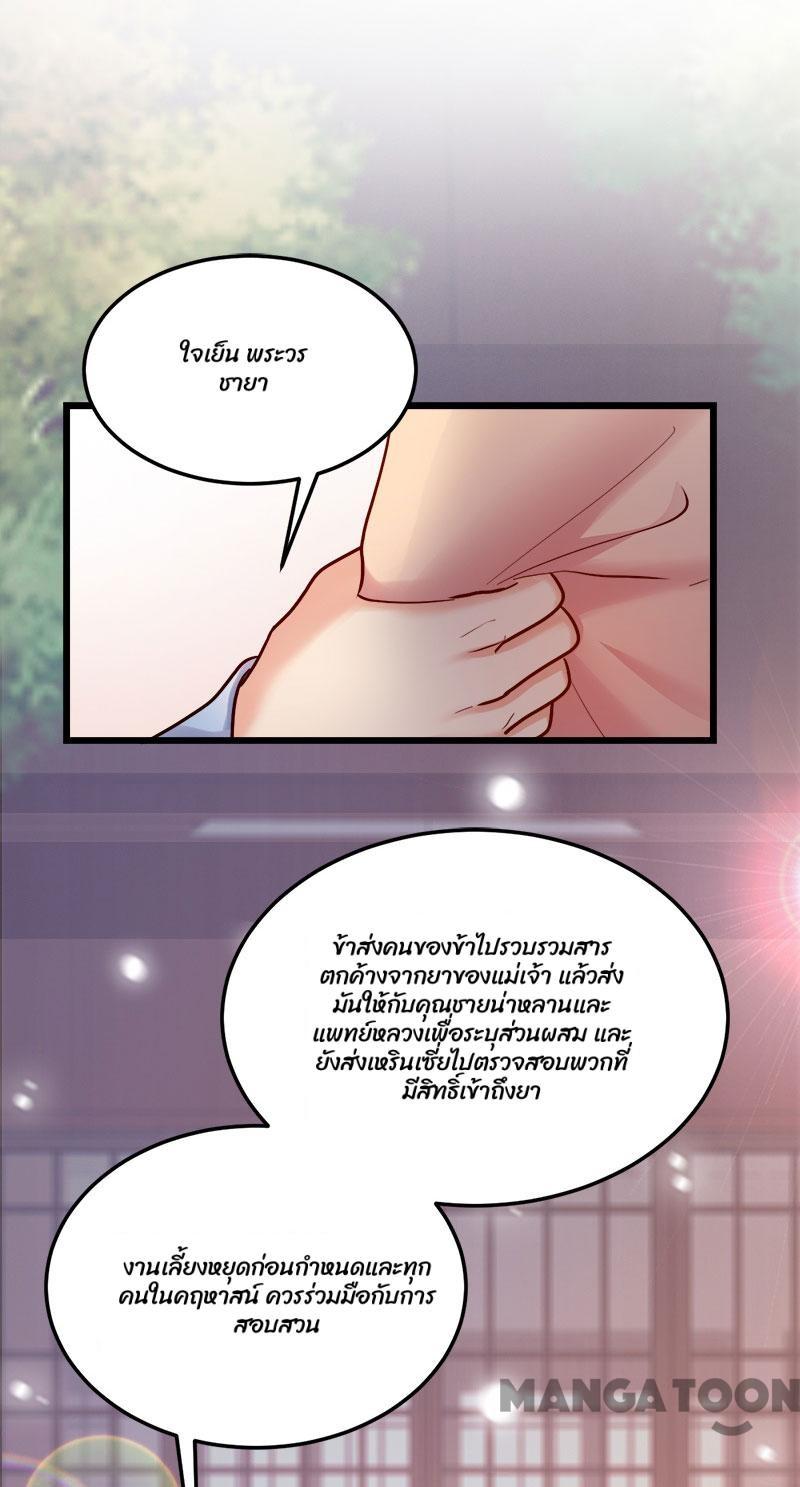 ใจเย็น พระวร
ชายา
ข้าส่งคนของข้าไปรวบรวมสาร
ตกค้างจากยาของแม่เจ้า แล้วส่ง
มันให้กับคุณชายน่าหลานและ
แพทย์หลวงเพื่อระบุส่วนผสม และ
ยังส่งเหรินเซี่ยไปตรวจสอบพวกที่
มีสิทธิ์เข้าถึงยา
งานเลี้ยงหยุดก่อนกำหนดและทุก
คนในคฤหาสน์ ควรร่วมมือกับการ
สอบสวน
MANGA TOON